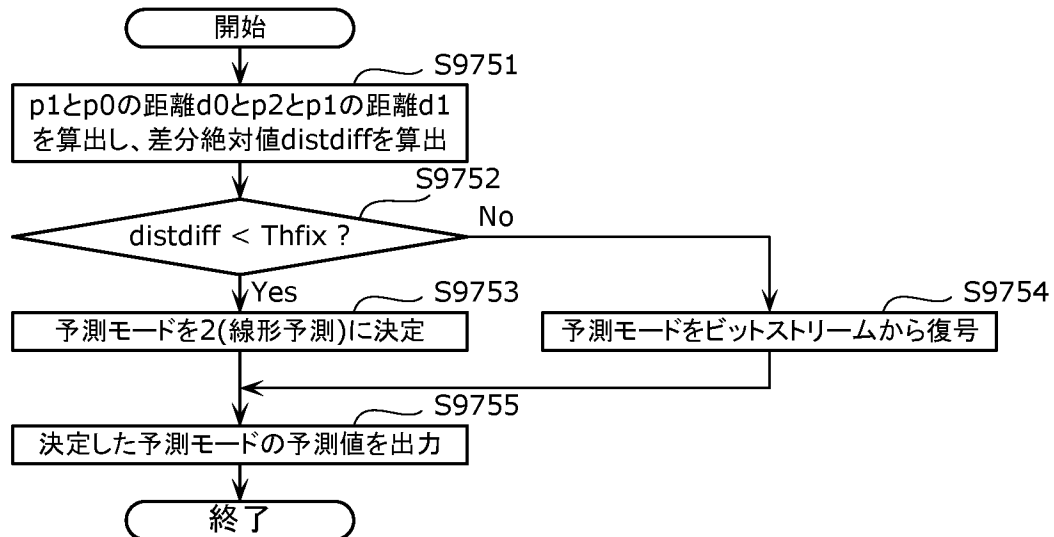 開始
S9751
p1とp0の距離d0とp2とp1の距離d1
を算出し、差分絶対値distdiffを算出
S9752
distdiff < Thfix ?
No
Yes
S9753
予測モードを2(線形予測)に決定
S9754
予測モードをビットストリームから復号
S9755
決定した予測モードの予測値を出力
終了